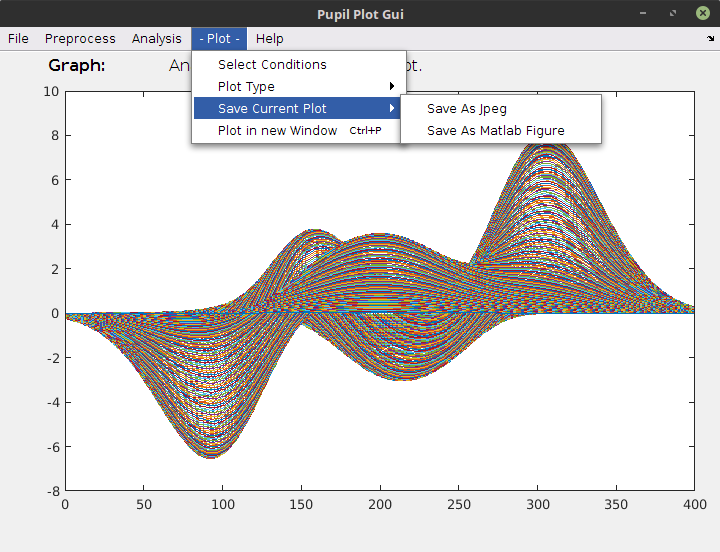 Pupil Plot Gui
File Preprocess Analysis - Plot - Help
Graph: An
Select Conditions
Plot Type
Save Current Plot
Plot in new Window Ctrl+P
Save As Jpeg
Save As Matlab Figure
10
8
6
4
2
0
-2
-4
-6
-8
0 50 100 150 200 250 300 350 400